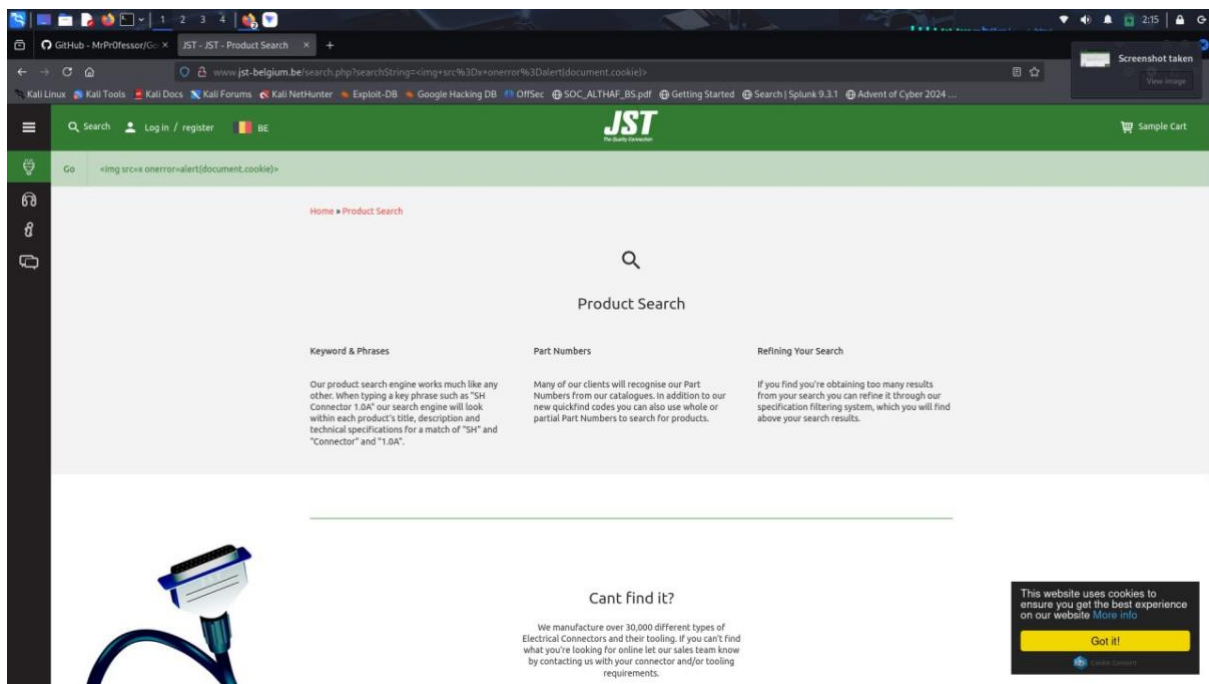 1 2 3 4
2:15
GitHub - MrPr0fessor/Go
JST - JST - Product Search
Screenshot taken
View image
www.jst-belgium.be/search.php?searchString=<img+src%3Dx+onerror%3Dalert(document.cookie)>
Kali Linux Kali Tools Kali Docs Kali Forums Kali NetHunter Exploit-DB Google Hacking DB OffSec SOC_ALTHAF_BS.pdf Getting Started Search | Splunk 9.3.1 Advent of Cyber 2024 ...
Search Log in / register BE
JST
The Quality Connection
Sample Cart
Go <img src=x onerror=alert(document.cookie)>
Home » Product Search
Product Search
Keyword & Phrases
Our product search engine works much like any
other. When typing a key phrase such as "SH
Connector 1.0A" our search engine will look
within each product's title, description and
technical specifications for a match of "SH" and
"Connector" and "1.0A".
Part Numbers
Many of our clients will recognise our Part
Numbers from our catalogues. In addition to our
new quickfind codes you can also use whole or
partial Part Numbers to search for products.
Refining Your Search
If you find you're obtaining too many results
from your search you can refine it through our
specification filtering system, which you will find
above your search results.
Cant find it?
We manufacture over 30,000 different types of
Electrical Connectors and their tooling. If you can't find
what you're looking for online let our sales team know
by contacting us with your connector and/or tooling
requirements.
This website uses cookies to
ensure you get the best experience
on our website More info
Got it!
Cookie Consent